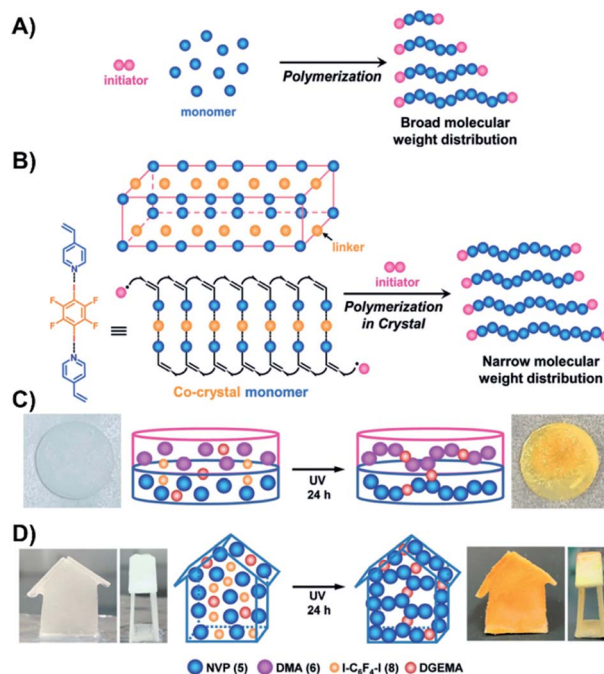 A)
initiator
monomer
Polymerization
Broad molecular
weight distribution
B)
linker
N
I
F
F
F
F
I
N
≡
Co-crystal monomer
initiator
Polymerization
in Crystal
Narrow molecular
weight distribution
C)
UV
24 h
D)
UV
24 h
NVP (5) DMA (6) I-C₆F₄-I (8) DGEMA